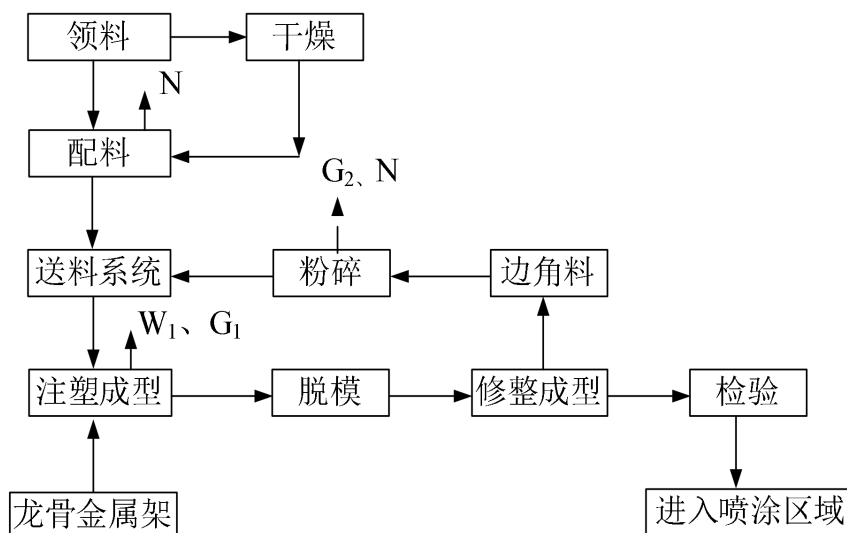 领料
干燥
N
配料
G₂、N
送料系统
粉碎
边角料
W₁、G₁
注塑成型
脱模
修整成型
检验
龙骨金属架
进入喷涂区域